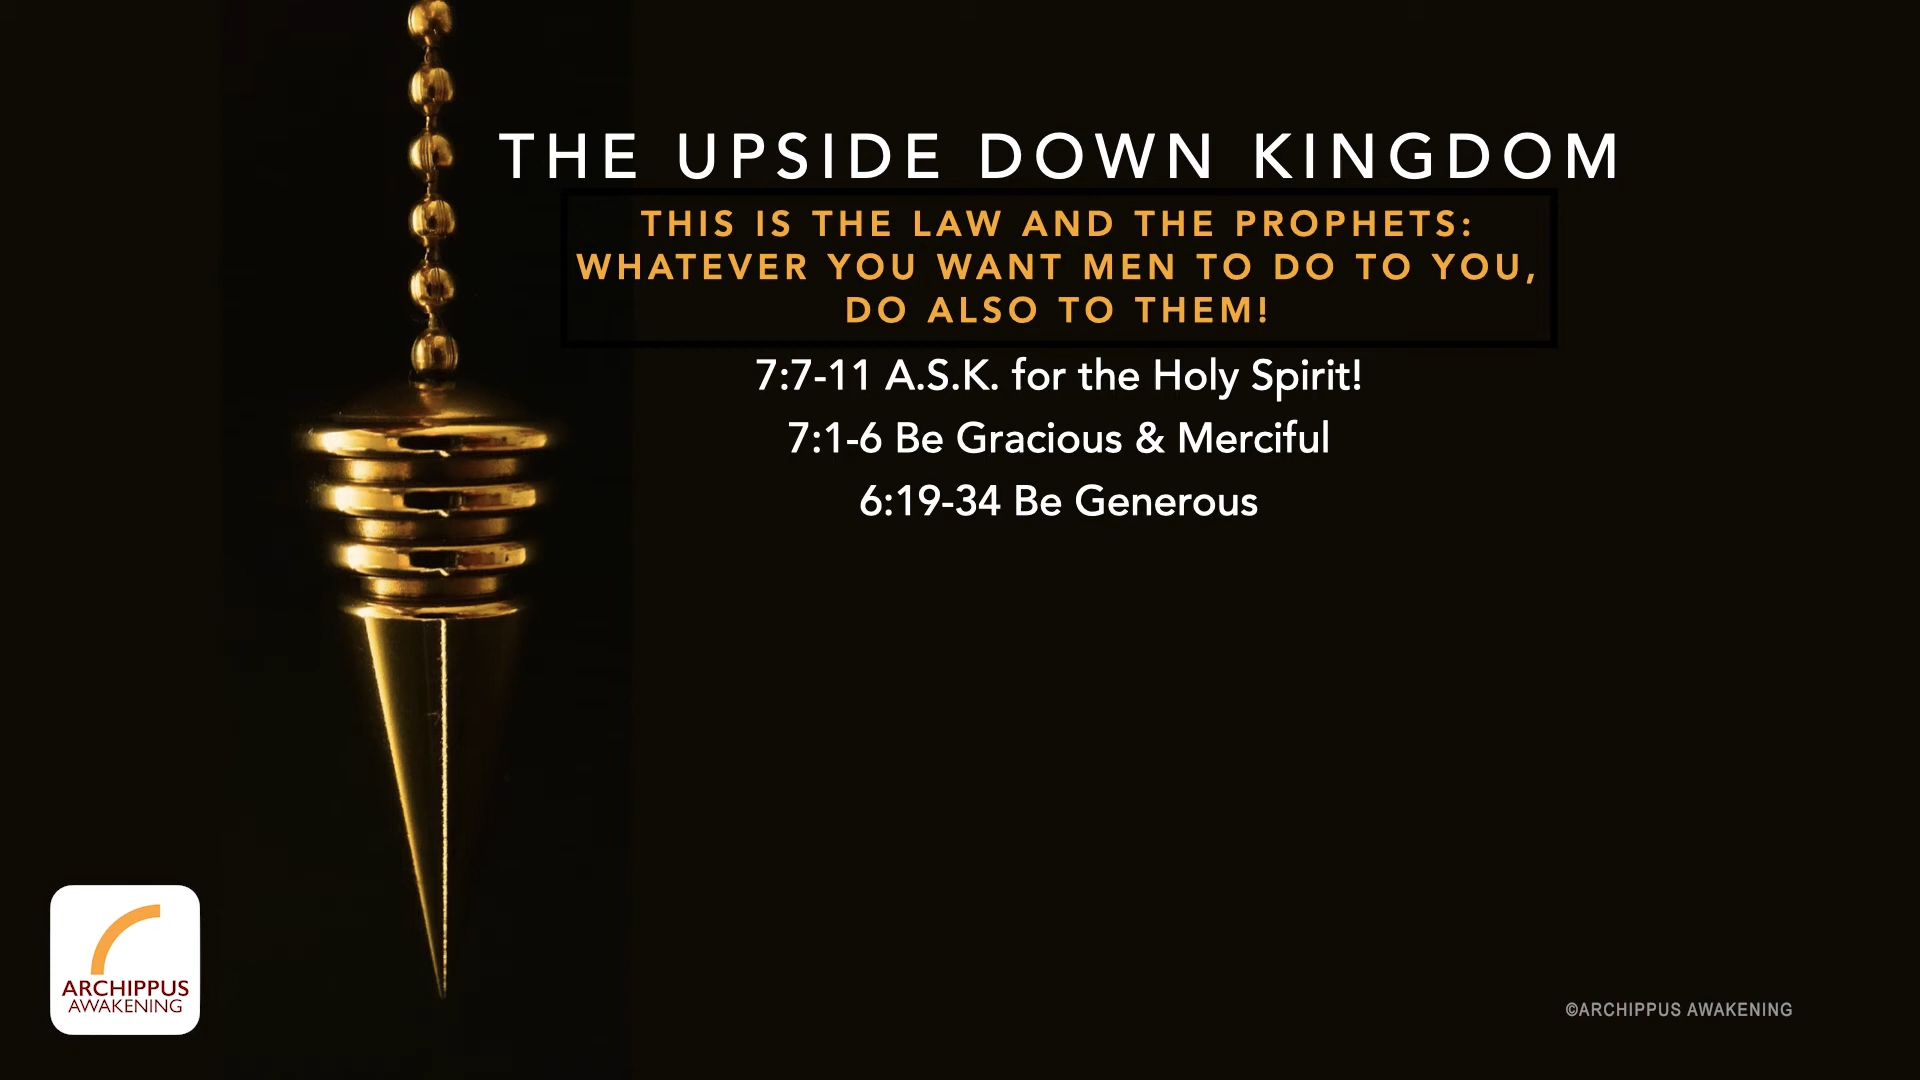 THE UPSIDE DOWN KINGDOM
THIS IS THE LAW AND THE PROPHETS:
WHATEVER YOU WANT MEN TO DO TO YOU,
DO ALSO TO THEM!
7:7-11 A.S.K. for the Holy Spirit!
7:1-6 Be Gracious & Merciful
6:19-34 Be Generous
ARCHIPPUS
AWAKENING
©ARCHIPPUS AWAKENING